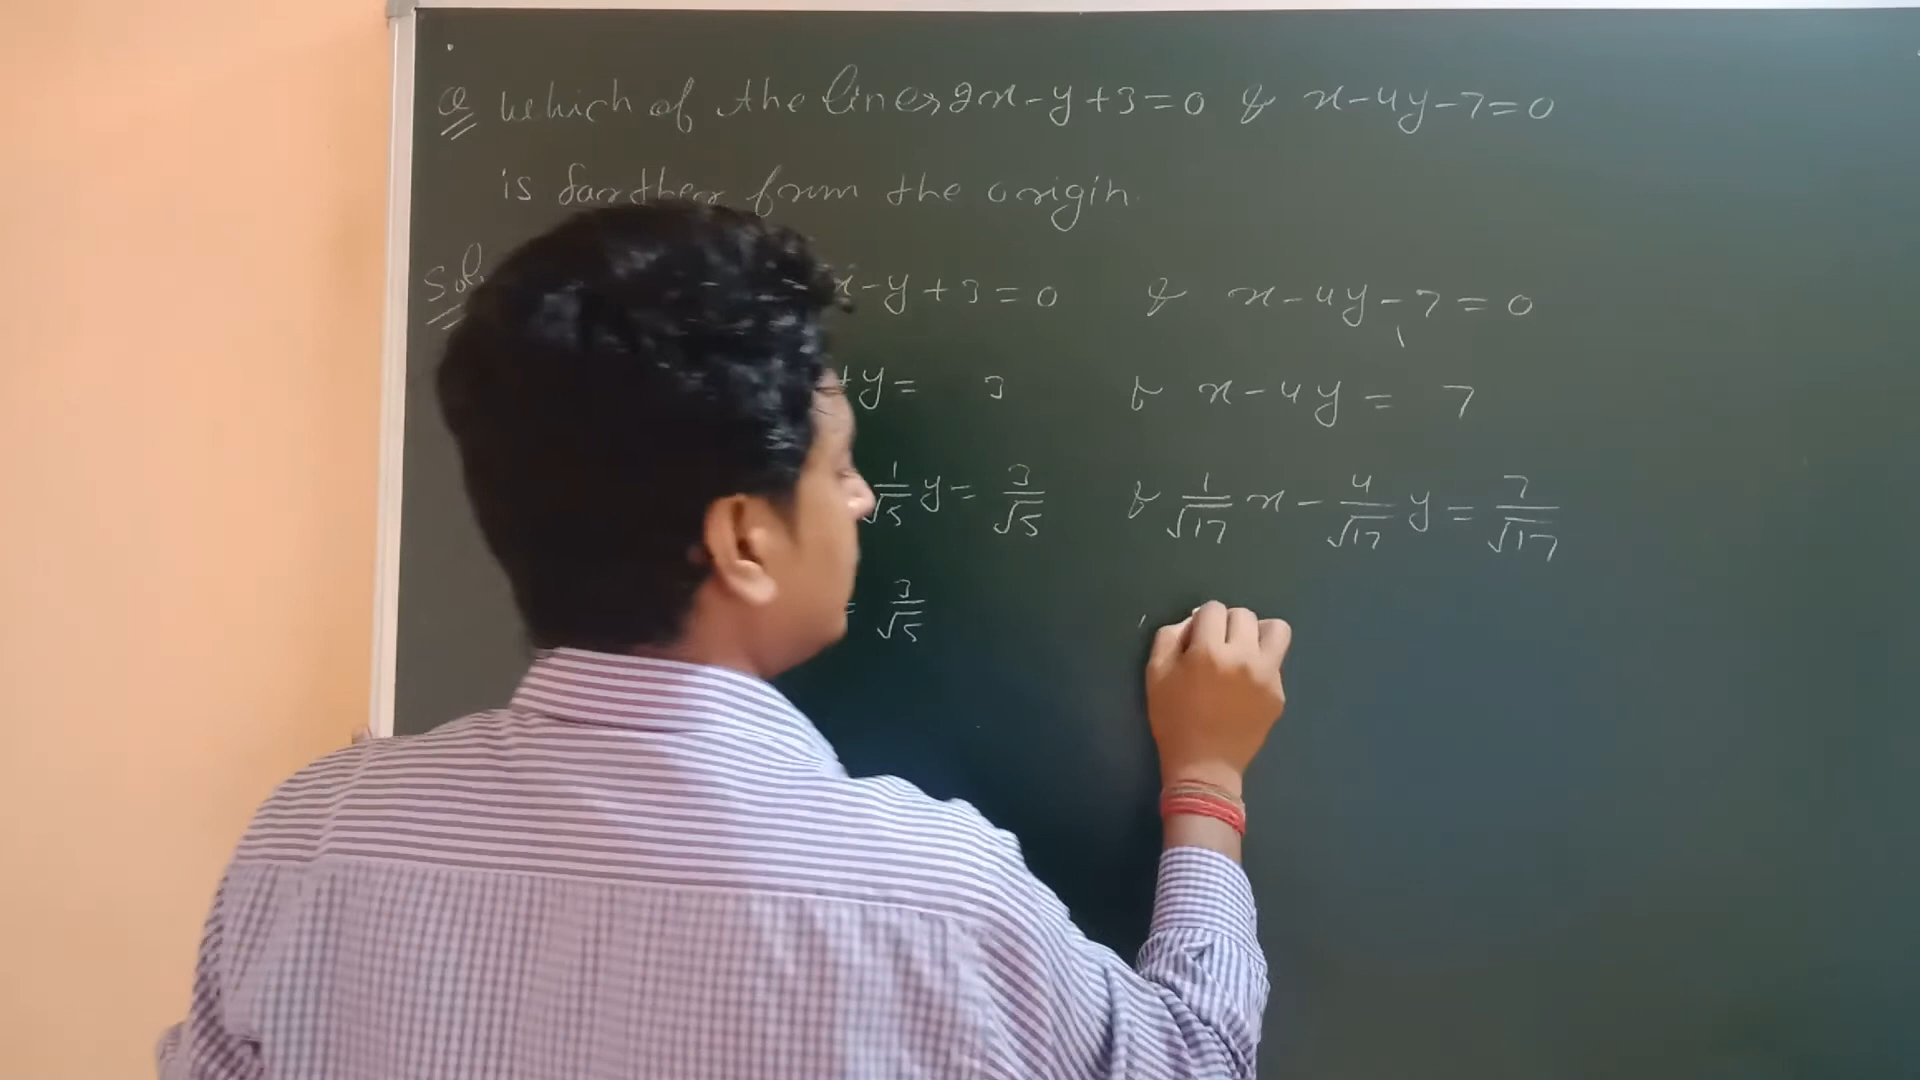 Q which of the lines 2x-y+3=0 & x-4y-7=0
is farther from the origin.
Sol. x-y+3=0 & x-4y-7=0
+y= 3 & x-4y= 7
1/√5 y= 3/√5 & 1/√17 x- 4/√17 y= 7/√17
= 3/√5